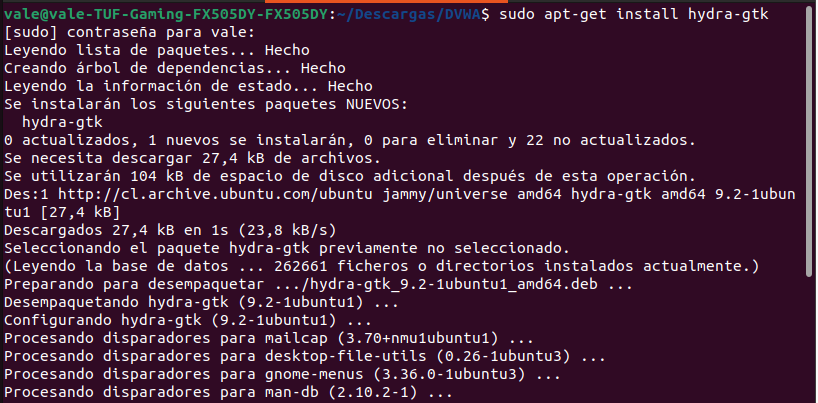 vale@vale-TUF-Gaming-FX505DY-FX505DY:~/Descargas/DVWA$ sudo apt-get install hydra-gtk
[sudo] contraseña para vale:
Leyendo lista de paquetes... Hecho
Creando árbol de dependencias... Hecho
Leyendo la información de estado... Hecho
Se instalarán los siguientes paquetes NUEVOS:
  hydra-gtk
0 actualizados, 1 nuevos se instalarán, 0 para eliminar y 22 no actualizados.
Se necesita descargar 27,4 kB de archivos.
Se utilizarán 104 kB de espacio de disco adicional después de esta operación.
Des:1 http://cl.archive.ubuntu.com/ubuntu jammy/universe amd64 hydra-gtk amd64 9.2-1ubun
tu1 [27,4 kB]
Descargados 27,4 kB en 1s (23,8 kB/s)
Seleccionando el paquete hydra-gtk previamente no seleccionado.
(Leyendo la base de datos ... 262661 ficheros o directorios instalados actualmente.)
Preparando para desempaquetar .../hydra-gtk_9.2-1ubuntu1_amd64.deb ...
Desempaquetando hydra-gtk (9.2-1ubuntu1) ...
Configurando hydra-gtk (9.2-1ubuntu1) ...
Procesando disparadores para mailcap (3.70+nmu1ubuntu1) ...
Procesando disparadores para desktop-file-utils (0.26-1ubuntu3) ...
Procesando disparadores para gnome-menus (3.36.0-1ubuntu3) ...
Procesando disparadores para man-db (2.10.2-1) ...